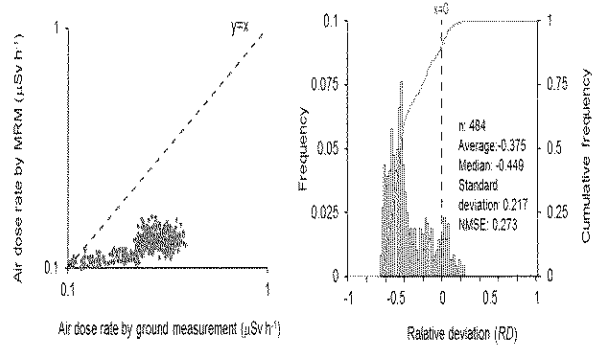 1
y=x
0.1
0.1
1
Air dose rate by MRM (μSv h⁻¹)
Air dose rate by ground measurement (μSv h⁻¹)
x=0
0.1
0.075
0.05
0.025
0
Frequency
1
0.75
0.5
0.25
0
Cumulative frequency
n: 484
Average:-0.375
Median: -0.449
Standard
deviation: 0.217
NMSE: 0.273
-1
-0.5
0
0.5
1
Ralative deviation (RD)